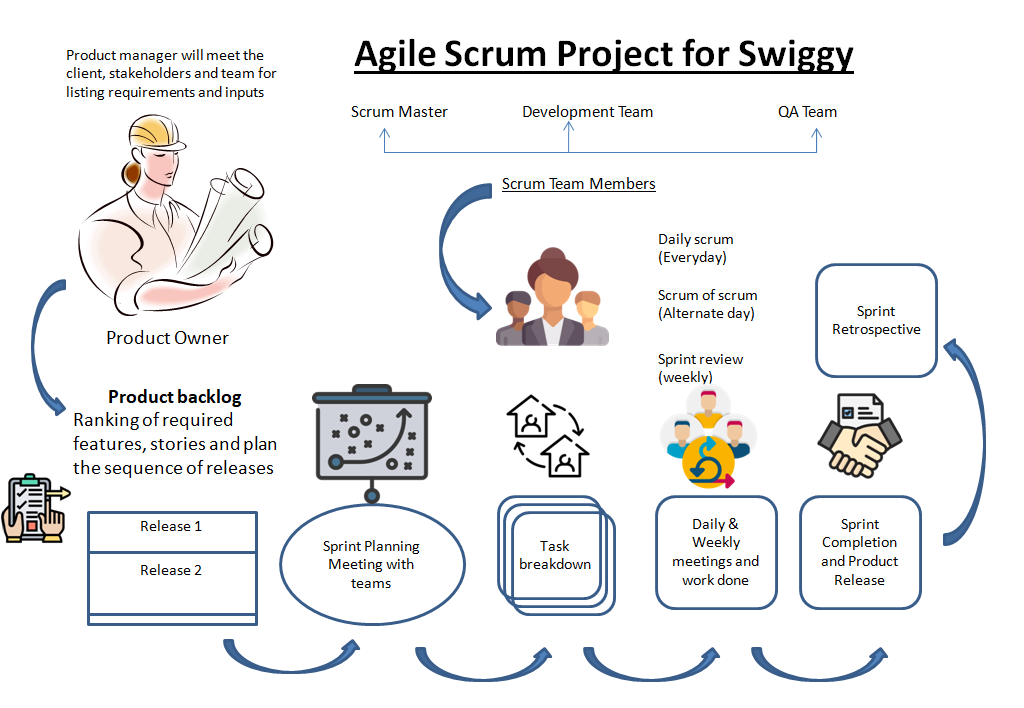 Agile Scrum Project for Swiggy
Product manager will meet the
client, stakeholders and team for
listing requirements and inputs
Scrum Master
Development Team
QA Team
Scrum Team Members
Daily scrum
(Everyday)
Scrum of scrum
(Alternate day)
Sprint review
(weekly)
Sprint
Retrospective
Product Owner
Product backlog
Ranking of required
features, stories and plan
the sequence of releases
Release 1
Release 2
Sprint Planning
Meeting with
teams
Task
breakdown
Daily &
Weekly
meetings and
work done
Sprint
Completion
and Product
Release